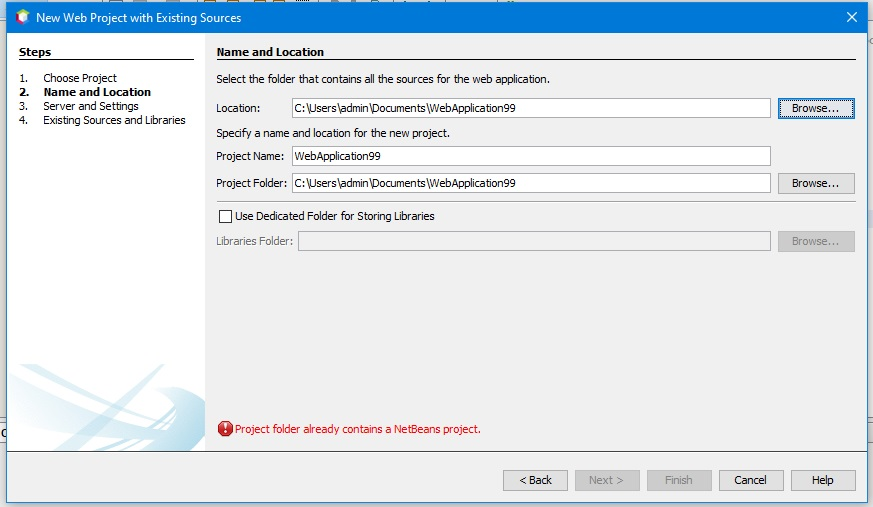 New Web Project with Existing Sources
Steps
1. Choose Project
2. Name and Location
3. Server and Settings
4. Existing Sources and Libraries
Name and Location
Select the folder that contains all the sources for the web application.
Location: C:\Users\admin\Documents\WebApplication99 Browse...
Specify a name and location for the new project.
Project Name: WebApplication99
Project Folder: C:\Users\admin\Documents\WebApplication99 Browse...
Use Dedicated Folder for Storing Libraries
Libraries Folder: Browse...
Project folder already contains a NetBeans project.
< Back Next > Finish Cancel Help